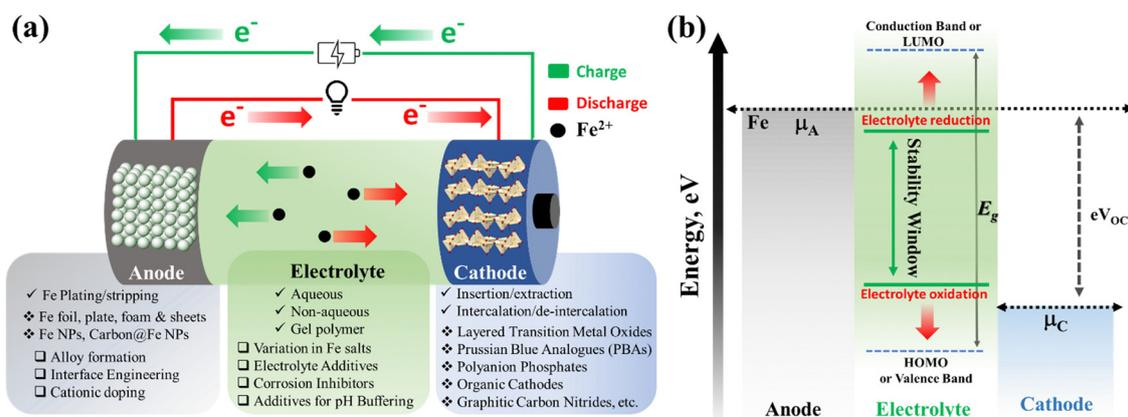 (a)
e⁻
e⁻
Charge
Discharge
Fe²⁺
e⁻
e⁻
Anode
✓ Fe Plating/stripping
❖ Fe foil, plate, foam & sheets
❖ Fe NPs, Carbon@Fe NPs
❑ Alloy formation
❑ Interface Engineering
❑ Cationic doping
Electrolyte
✓ Aqueous
✓ Non-aqueous
✓ Gel polymer
❑ Variation in Fe salts
❑ Electrolyte Additives
❑ Corrosion Inhibitors
❑ Additives for pH Buffering
Cathode
✓ Insertion/extraction
✓ Intercalation/de-intercalation
❖ Layered Transition Metal Oxides
❖ Prussian Blue Analogues (PBAs)
❖ Polyanion Phosphates
❖ Organic Cathodes
❖ Graphitic Carbon Nitrides, etc.
(b)
Energy, eV
Conduction Band or
LUMO
Fe μA
Electrolyte reduction
Stability Window
Eg
eVOC
Electrolyte oxidation
μC
HOMO
or Valence Band
Anode
Electrolyte
Cathode